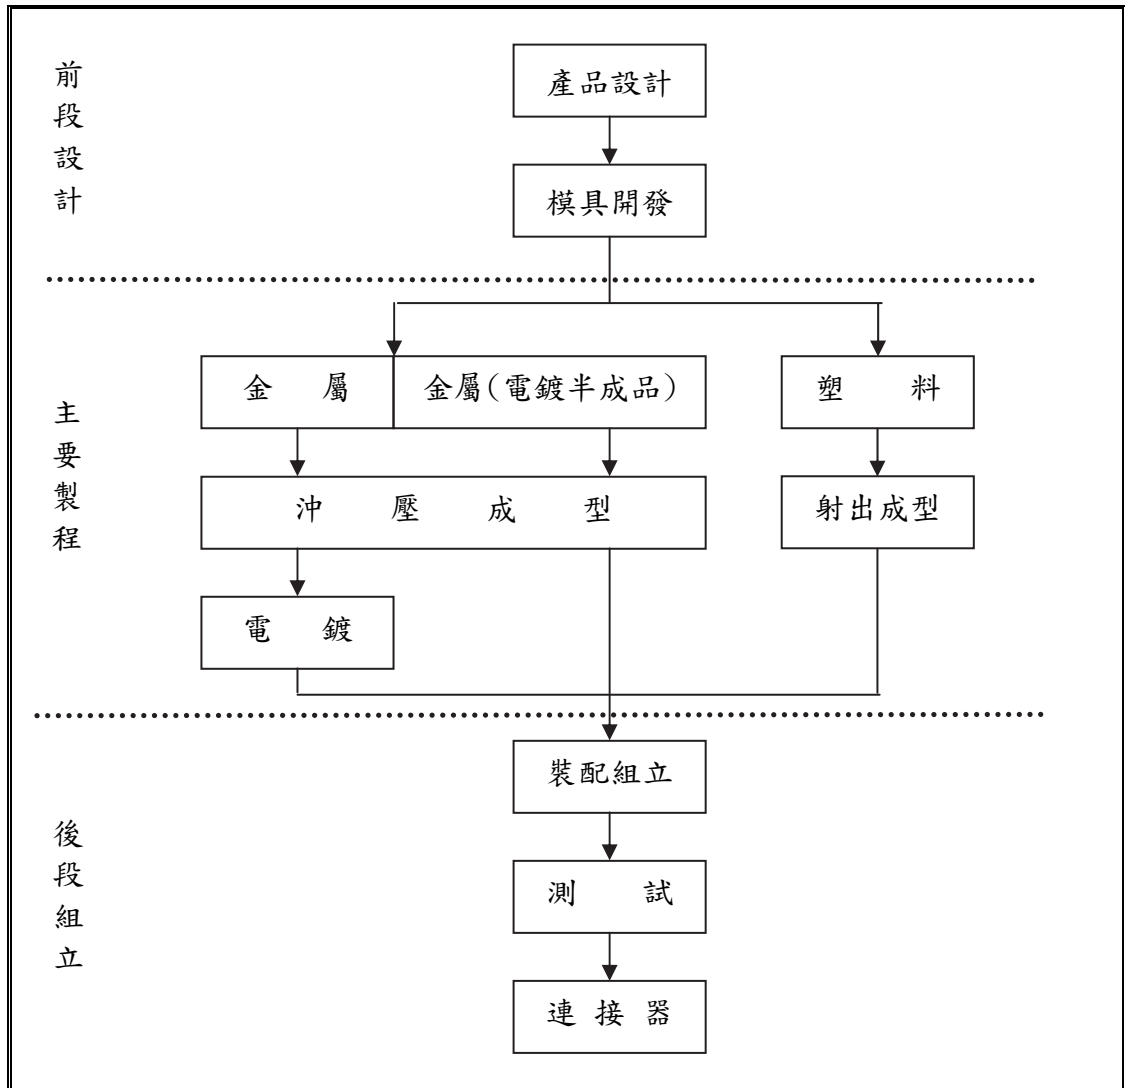 前段設計
產品設計
模具開發
主要製程
金屬
金屬(電鍍半成品)
塑料
沖壓成型
射出成型
電鍍
後段組立
裝配組立
測試
連接器